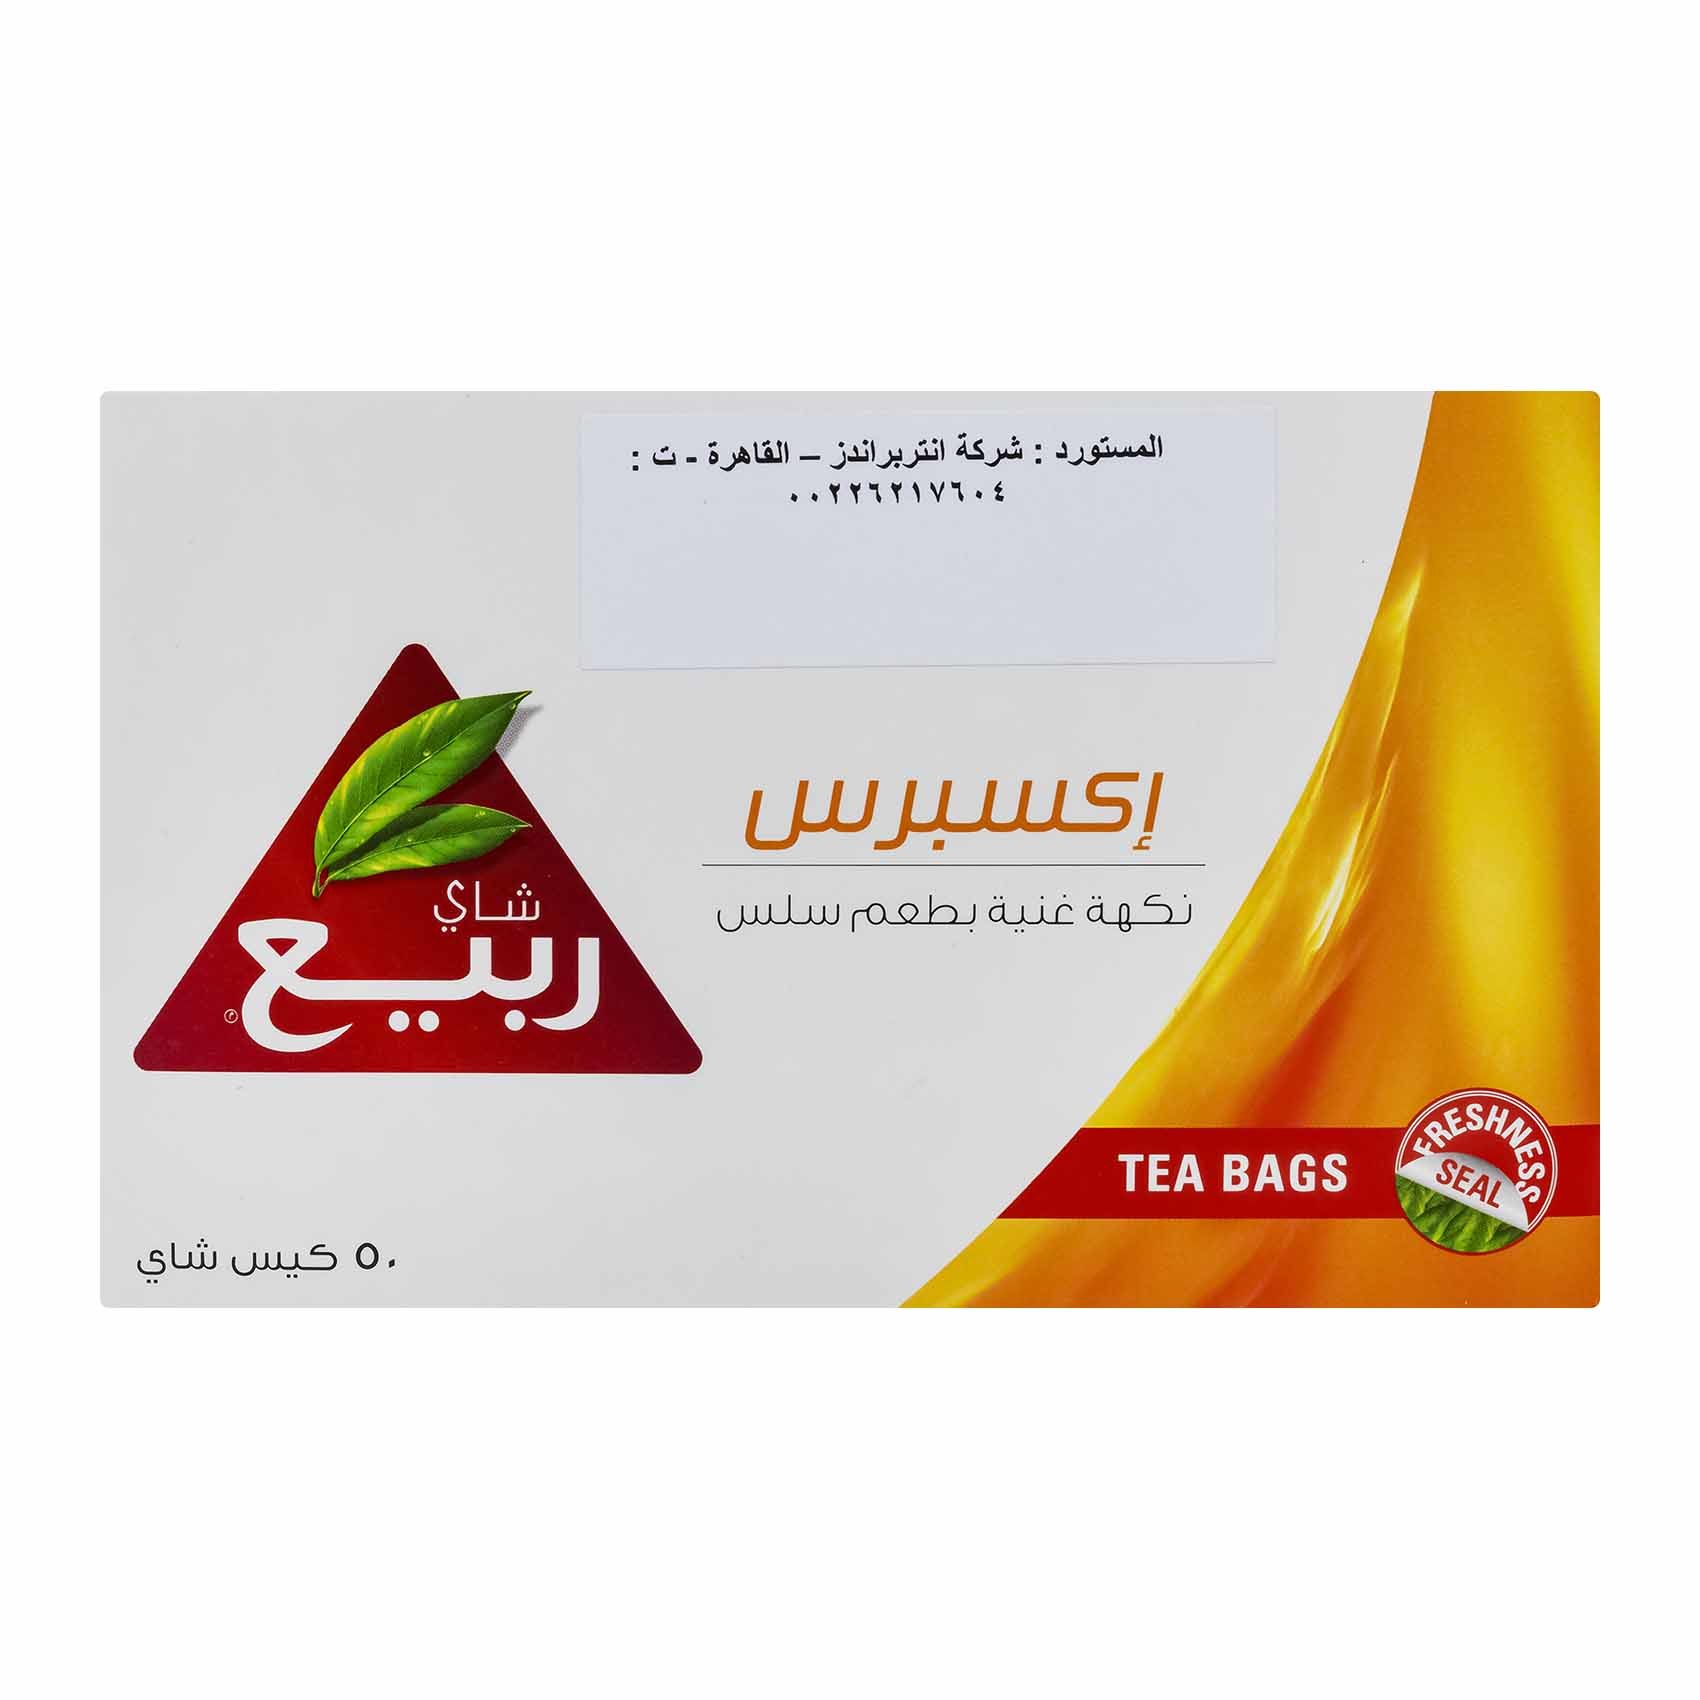 المستورد : شركة انتربراندز – القاهرة - ت :
٠٠٢٢٦٢١٧٦٠٤
إكسبرس
نكهة غنية بطعم سلس
شاي
ربيع
TEA BAGS
FRESHNESS
SEAL
٥٠ كيس شاي